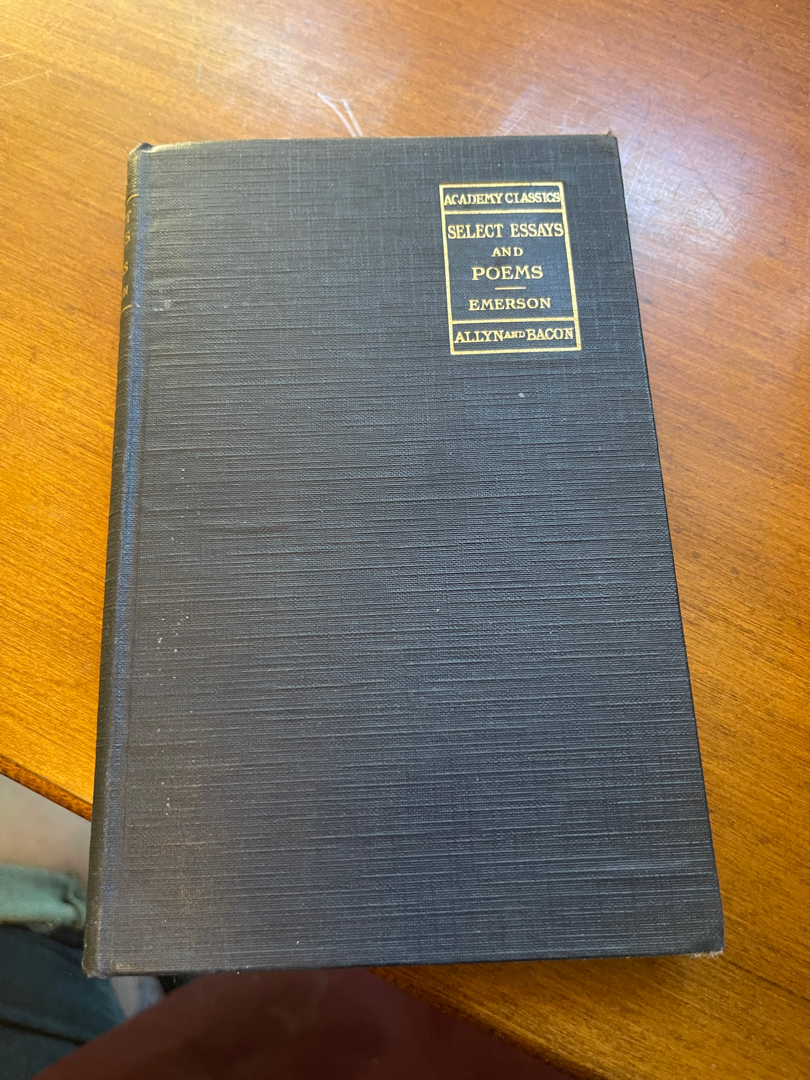 ACADEMY CLASSICS
SELECT ESSAYS
AND
POEMS
EMERSON
ALLYN AND BACON